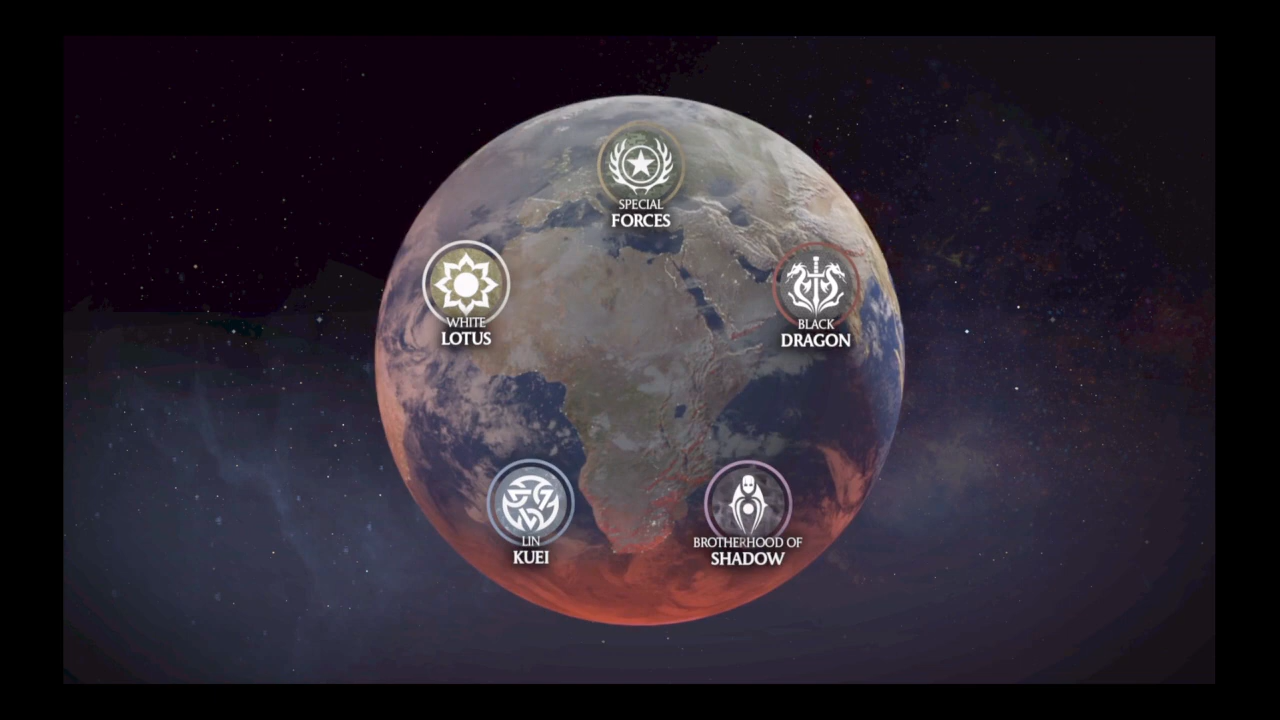 SPECIAL
FORCES
WHITE
LOTUS
BLACK
DRAGON
LIN
KUEI
BROTHERHOOD OF
SHADOW